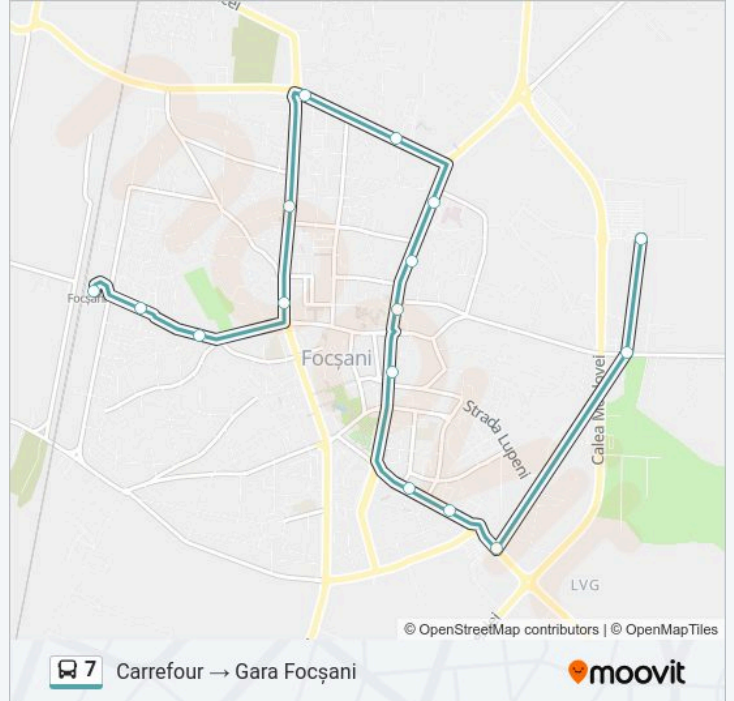 Focșani
Focșani
Strada Lupeni
Calea Moldovei
LVG
© OpenStreetMap contributors | © OpenMapTiles
7 Carrefour → Gara Focșani
moovit